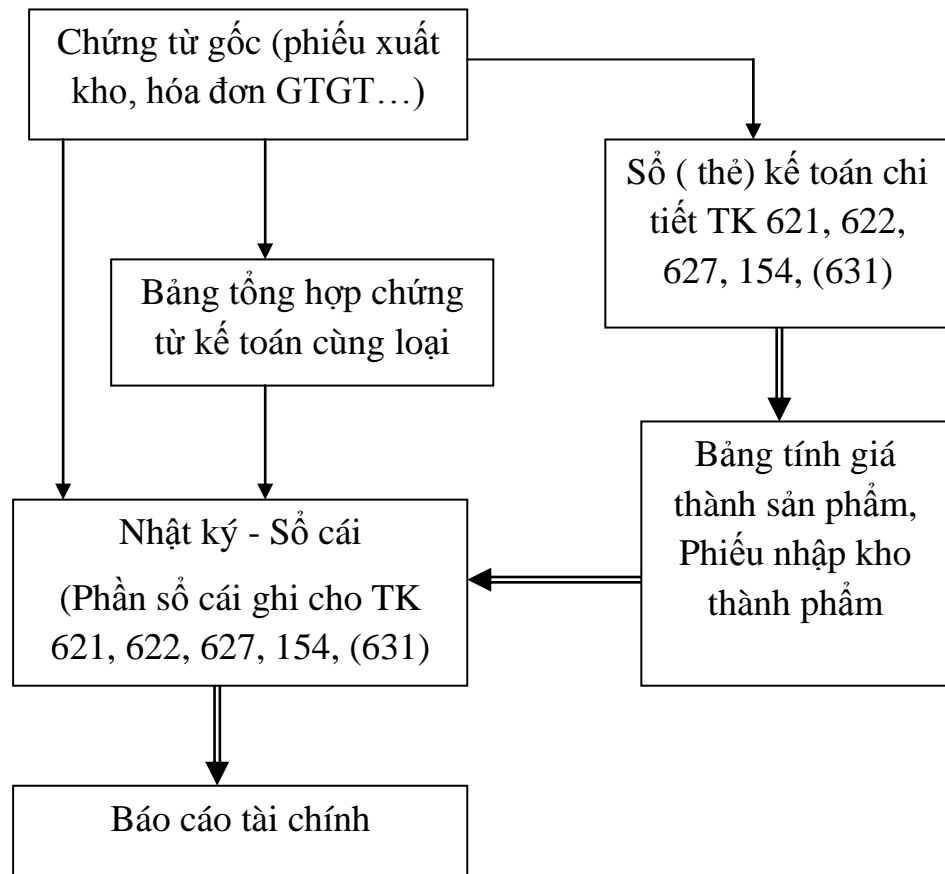 Chứng từ gốc (phiếu xuất
kho, hóa đơn GTGT…)
Sổ ( thẻ) kế toán chi
tiết TK 621, 622,
627, 154, (631)
Bảng tổng hợp chứng
từ kế toán cùng loại
Bảng tính giá
thành sản phẩm,
Phiếu nhập kho
thành phẩm
Nhật ký - Sổ cái
(Phần sổ cái ghi cho TK
621, 622, 627, 154, (631)
Báo cáo tài chính